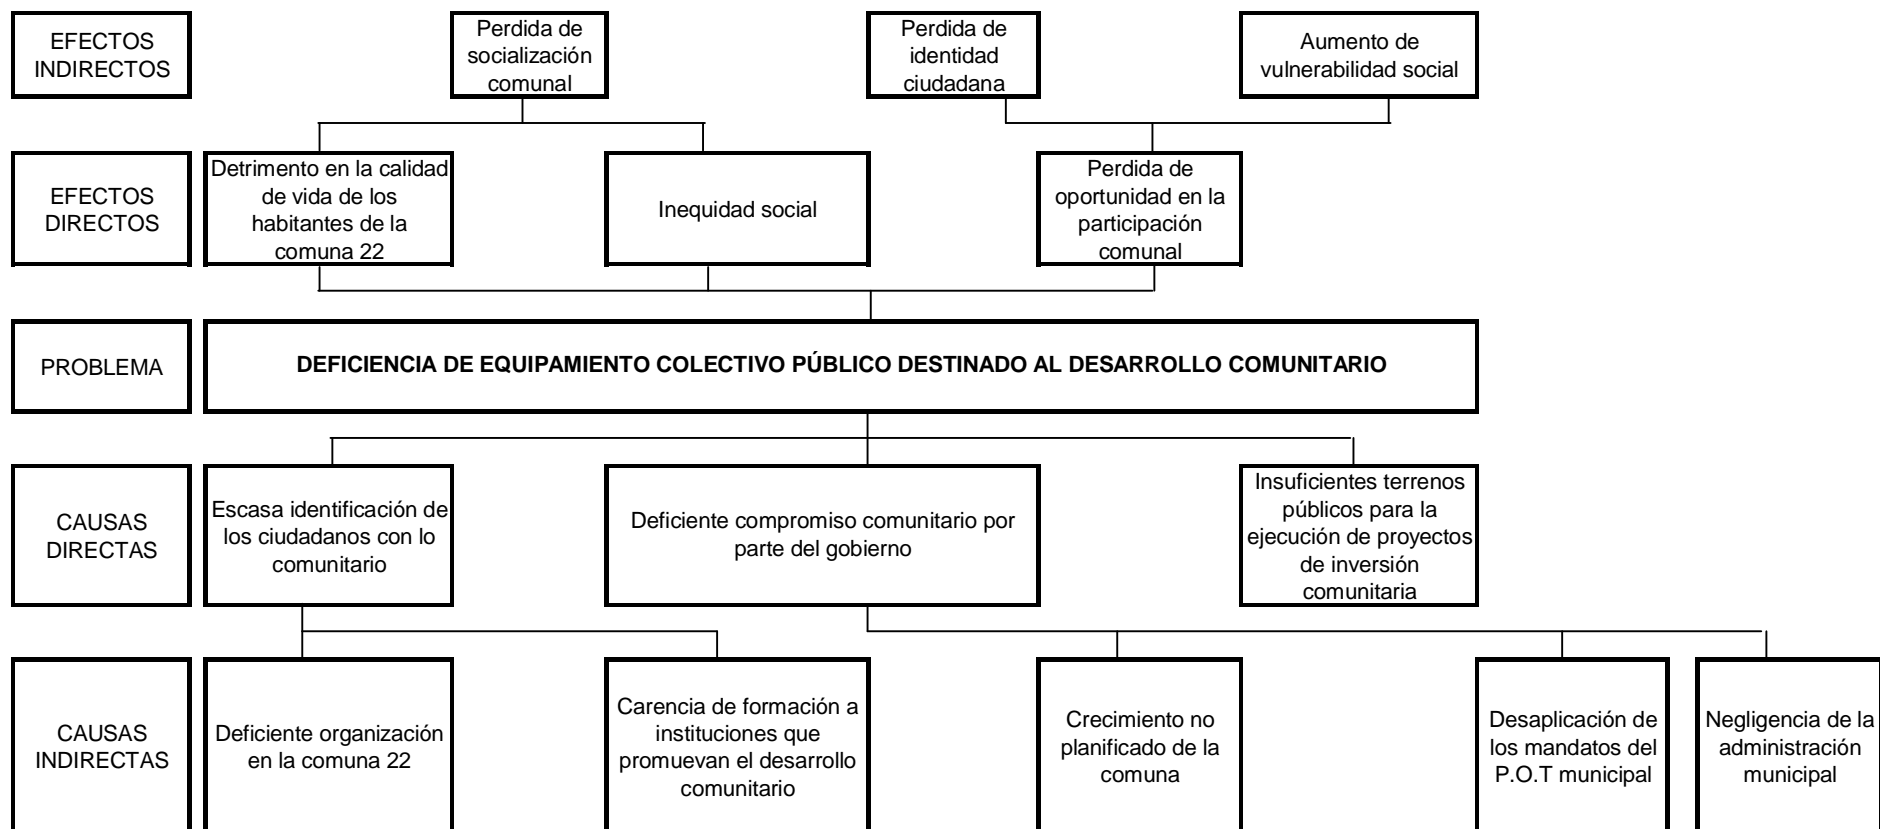 EFECTOS
INDIRECTOS
Perdida de
socialización
comunal
Perdida de
identidad
ciudadana
Aumento de
vulnerabilidad social
EFECTOS
DIRECTOS
Detrimento en la calidad
de vida de los
habitantes de la
comuna 22
Inequidad social
Perdida de
oportunidad en la
participación
comunal
PROBLEMA
DEFICIENCIA DE EQUIPAMIENTO COLECTIVO PÚBLICO DESTINADO AL DESARROLLO COMUNITARIO
CAUSAS
DIRECTAS
Escasa identificación de
los ciudadanos con lo
comunitario
Deficiente compromiso comunitario por
parte del gobierno
Insuficientes terrenos
públicos para la
ejecución de proyectos
de inversión
comunitaria
CAUSAS
INDIRECTAS
Deficiente organización
en la comuna 22
Carencia de formación a
instituciones que
promuevan el desarrollo
comunitario
Crecimiento no
planificado de la
comuna
Desaplicación de
los mandatos del
P.O.T municipal
Negligencia de la
administración
municipal